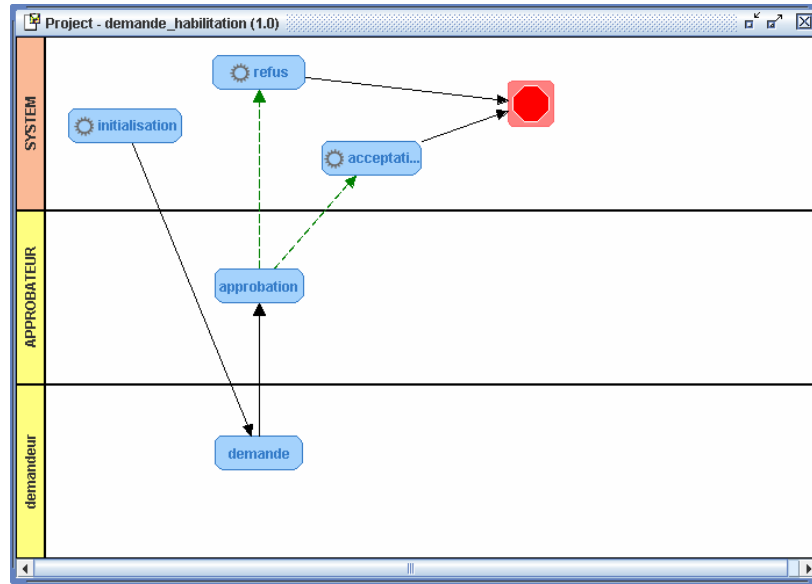 Project - demande_habilitation (1.0)
SYSTEM
refus
initialisation
acceptati...
APPROBATEUR
approbation
demandeur
demande